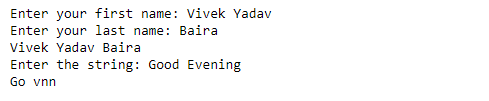 Enter your first name: Vivek Yadav
Enter your last name: Baira
Vivek Yadav Baira
Enter the string: Good Evening
Go vnn